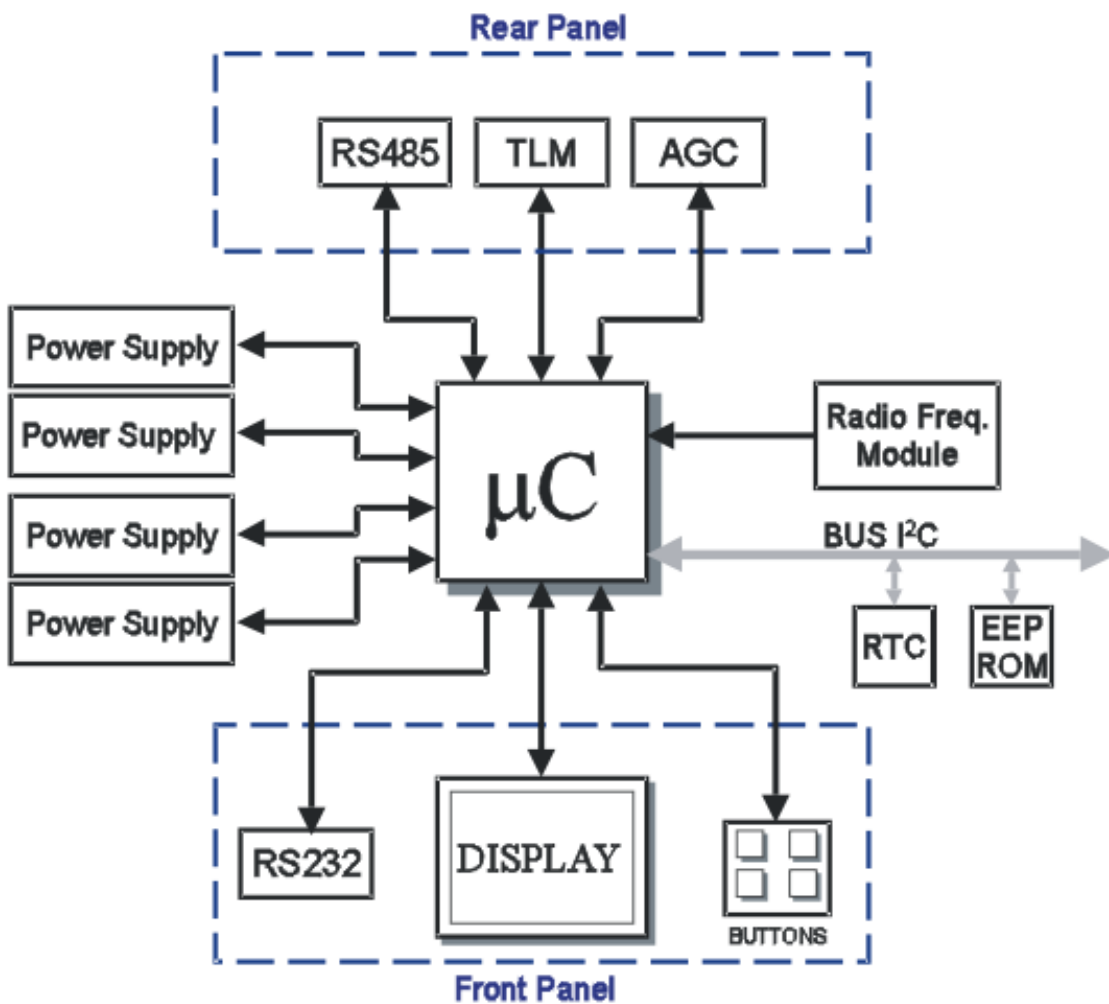 Rear Panel
RS485
TLM
AGC
Power Supply
Power Supply
Power Supply
Power Supply
µC
Radio Freq.
Module
BUS I²C
RTC
EEP
ROM
RS232
DISPLAY
BUTTONS
Front Panel